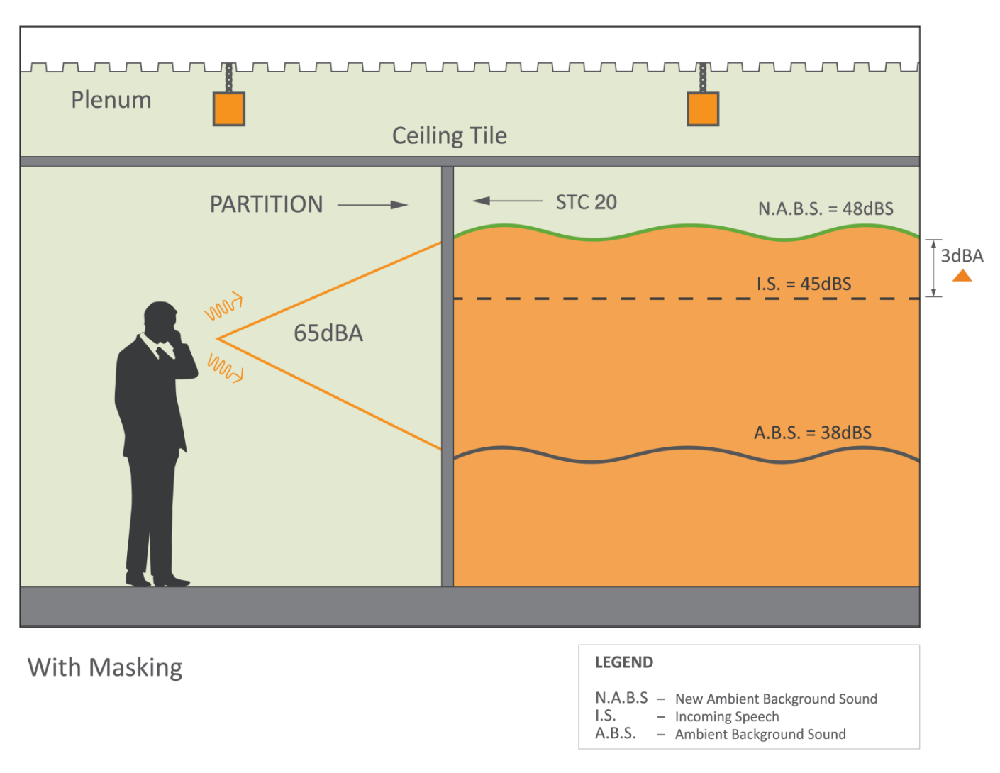 Plenum
Ceiling Tile
PARTITION
STC 20
N.A.B.S. = 48dBS
3dBA
I.S. = 45dBS
65dBA
A.B.S. = 38dBS
With Masking
LEGEND
N.A.B.S – New Ambient Background Sound
I.S. – Incoming Speech
A.B.S. – Ambient Background Sound